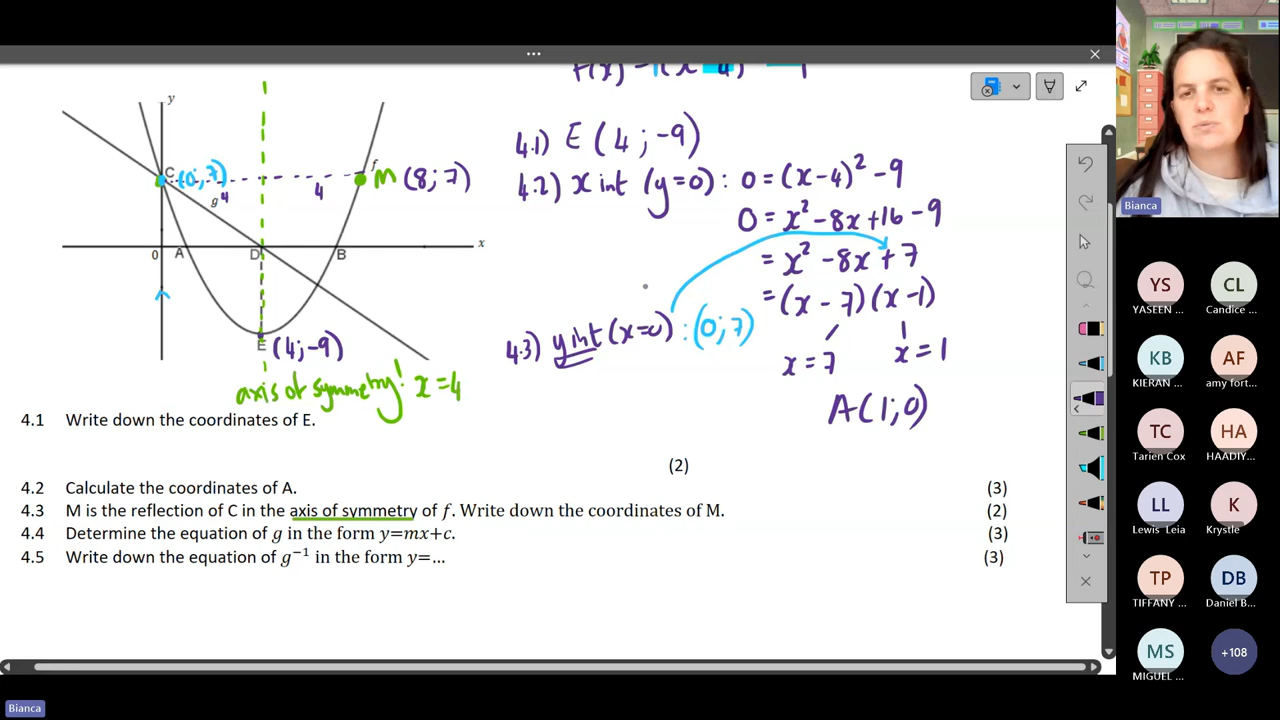 4.1) E (4;-9)
4.2) x int (y=0): 0=(x-4)²-9
0=x²-8x+16-9
=x²-8x+7
=(x-7)(x-1)
x=7 x=1
A(1;0)
4.3) y int (x=0): (0;7)
y
C (0;7)
f
M (8;7)
g 4
4
0 A D B x
E (4;-9)
axis of symmetry! x=4
4.1 Write down the coordinates of E.
(2)
4.2 Calculate the coordinates of A. (3)
4.3 M is the reflection of C in the axis of symmetry of f. Write down the coordinates of M. (2)
4.4 Determine the equation of g in the form y=mx+c. (3)
4.5 Write down the equation of g⁻¹ in the form y=... (3)
Bianca
YS
YASEEN ...
CL
Candice ...
KB
KIERAN ...
AF
amy fort...
TC
Tarien Cox
HA
HAADIY...
LL
Lewis Leia
K
Krystle
TP
TIFFANY ...
DB
Daniel B...
MS
MIGUEL ...
+108
Bianca